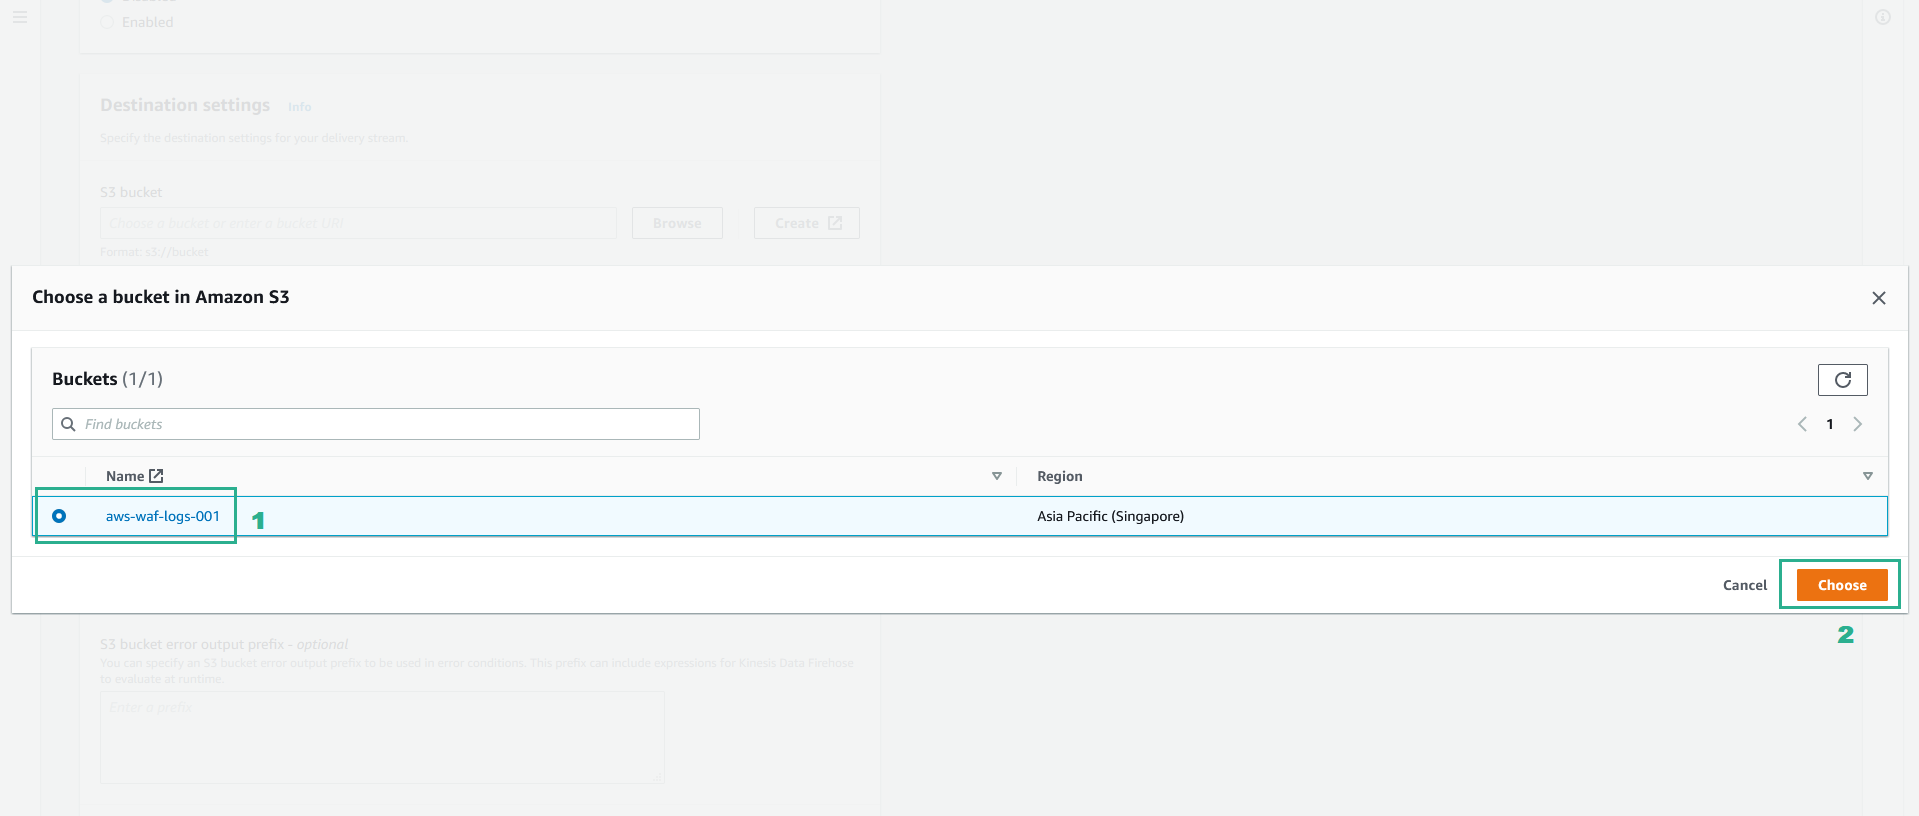 Enabled
Destination settings Info
Specify the destination settings for your delivery stream.
S3 bucket
Choose a bucket or enter a bucket URI Browse Create
Format: s3://bucket
Choose a bucket in Amazon S3
Buckets (1/1)
Find buckets 1
Name Region
aws-waf-logs-001 1 Asia Pacific (Singapore)
Cancel Choose
2
S3 bucket error output prefix - optional
You can specify an S3 bucket error output prefix to be used in error conditions. This prefix can include expressions for Kinesis Data Firehose
to evaluate at runtime.
Enter a prefix